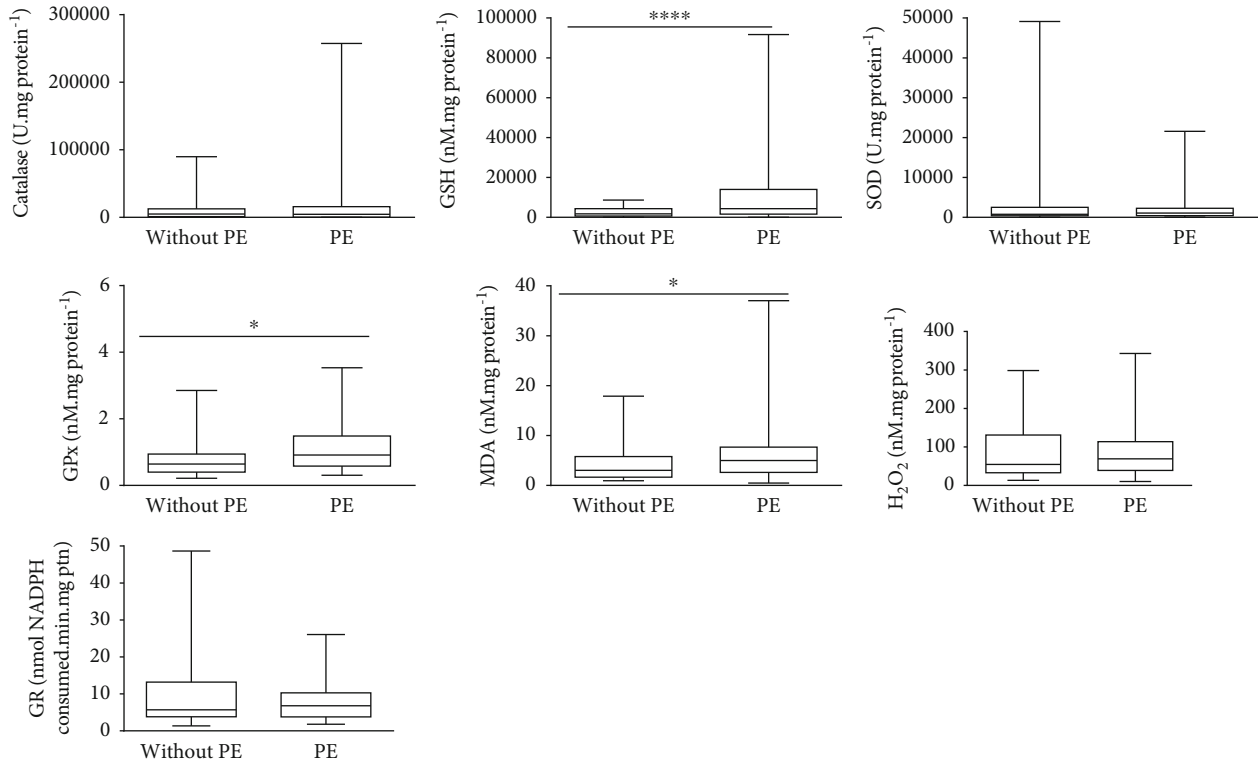 Catalase (U.mg protein⁻¹)
300000
200000
100000
0
Without PE PE
GSH (nM.mg protein⁻¹)
100000
80000
60000
40000
20000
0
****
Without PE PE
SOD (U.mg protein⁻¹)
50000
40000
30000
20000
10000
0
Without PE PE
GPx (nM.mg protein⁻¹)
6
4
2
0
*
Without PE PE
MDA (nM.mg protein⁻¹)
40
30
20
10
0
*
Without PE PE
H₂O₂ (nM.mg protein⁻¹)
400
300
200
100
0
Without PE PE
GR (nmol NADPH
consumed.min.mg ptn)
50
40
30
20
10
0
Without PE PE